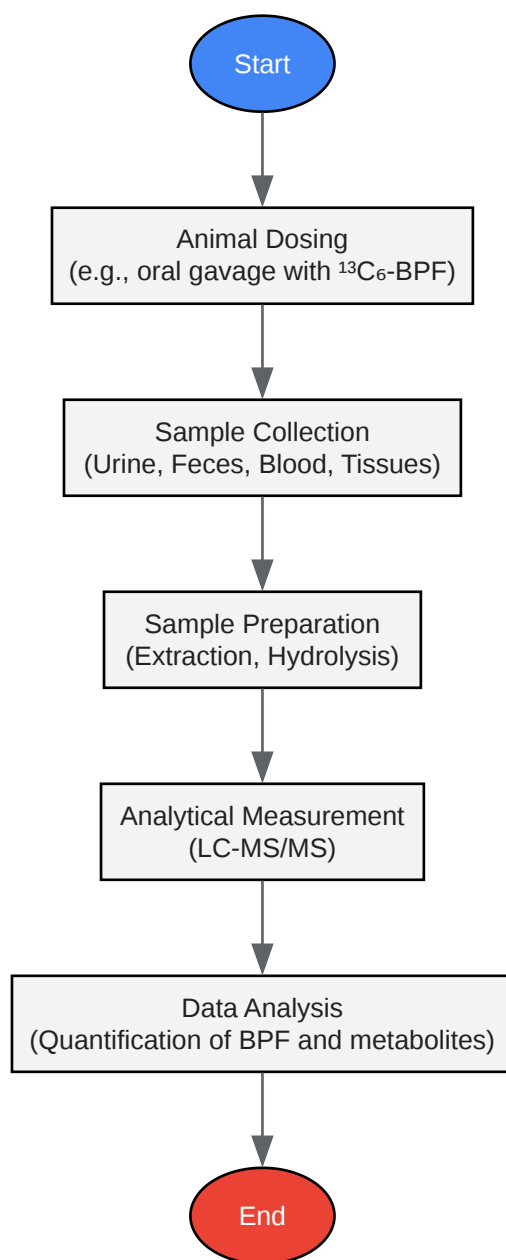 Start
Animal Dosing
(e.g., oral gavage with ¹³C₆-BPF)
Sample Collection
(Urine, Feces, Blood, Tissues)
Sample Preparation
(Extraction, Hydrolysis)
Analytical Measurement
(LC-MS/MS)
Data Analysis
(Quantification of BPF and metabolites)
End